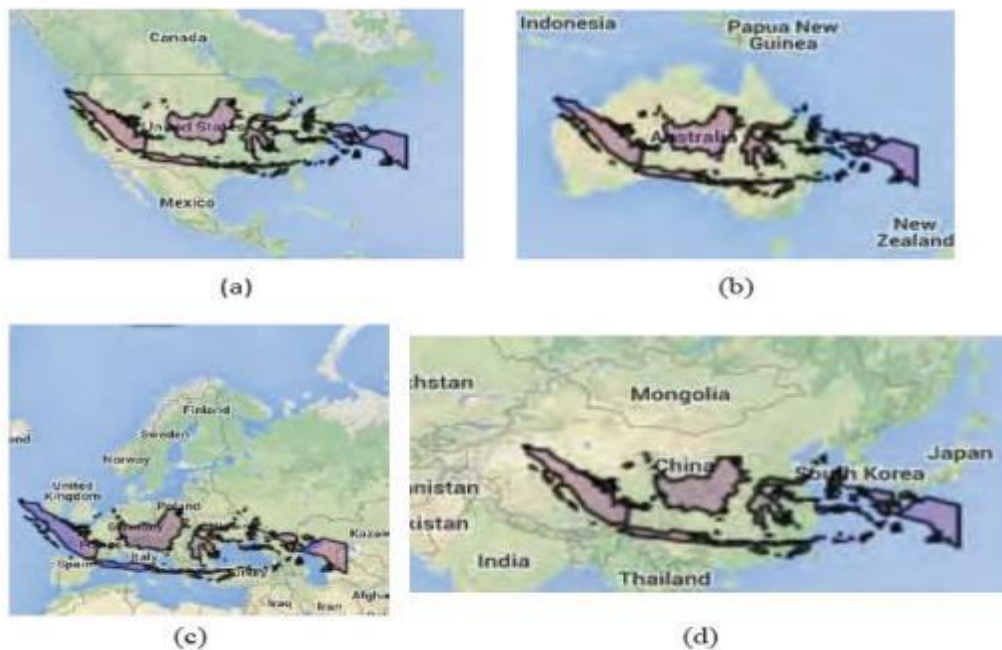 Canada
United States
Mexico
(a)
Indonesia
Papua New
Guinea
Australia
New
Zealand
(b)
Finland
Sweden
Norway
United
Kingdom
Poland
Italy
Spain
Iraq
Iran
(c)
khstan
Mongolia
Japan
China
South Korea
anistan
kistan
India
Thailand
(d)